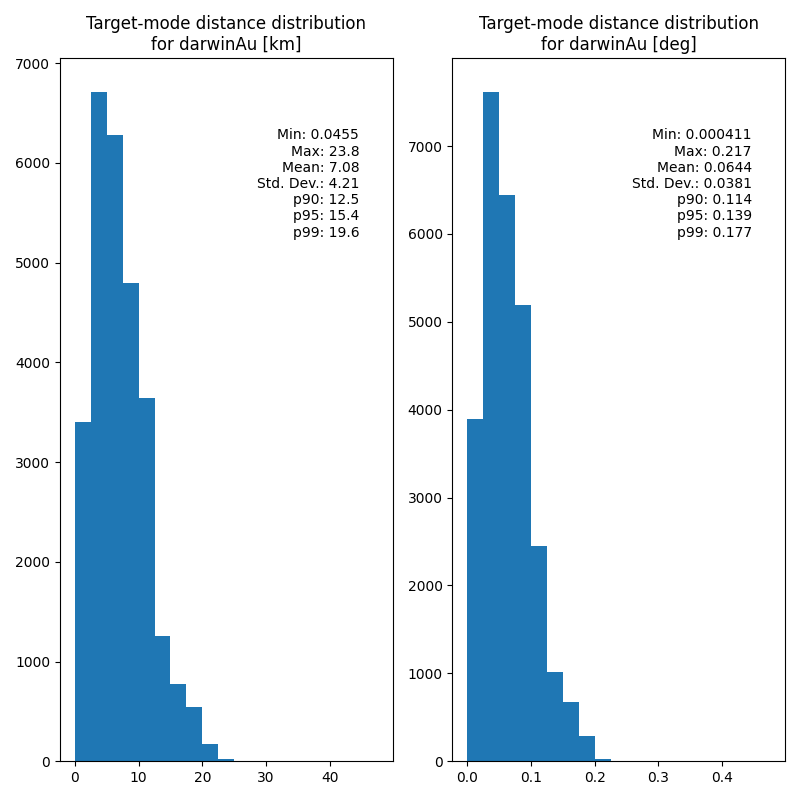 Target-mode distance distribution
for darwinAu [km]
7000
6000
5000
4000
3000
2000
1000
0
0
10
20
30
40
Min: 0.0455
Max: 23.8
Mean: 7.08
Std. Dev.: 4.21
p90: 12.5
p95: 15.4
p99: 19.6
Target-mode distance distribution
for darwinAu [deg]
7000
6000
5000
4000
3000
2000
1000
0
0.0
0.1
0.2
0.3
0.4
Min: 0.000411
Max: 0.217
Mean: 0.0644
Std. Dev.: 0.0381
p90: 0.114
p95: 0.139
p99: 0.177